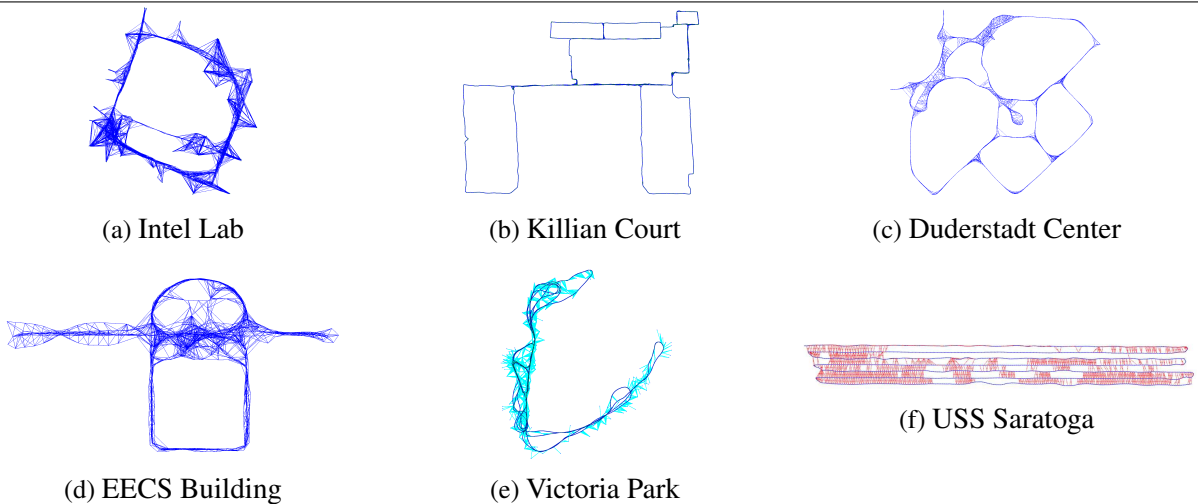 (a) Intel Lab
(b) Killian Court
(c) Duderstadt Center
(d) EECS Building
(e) Victoria Park
(f) USS Saratoga